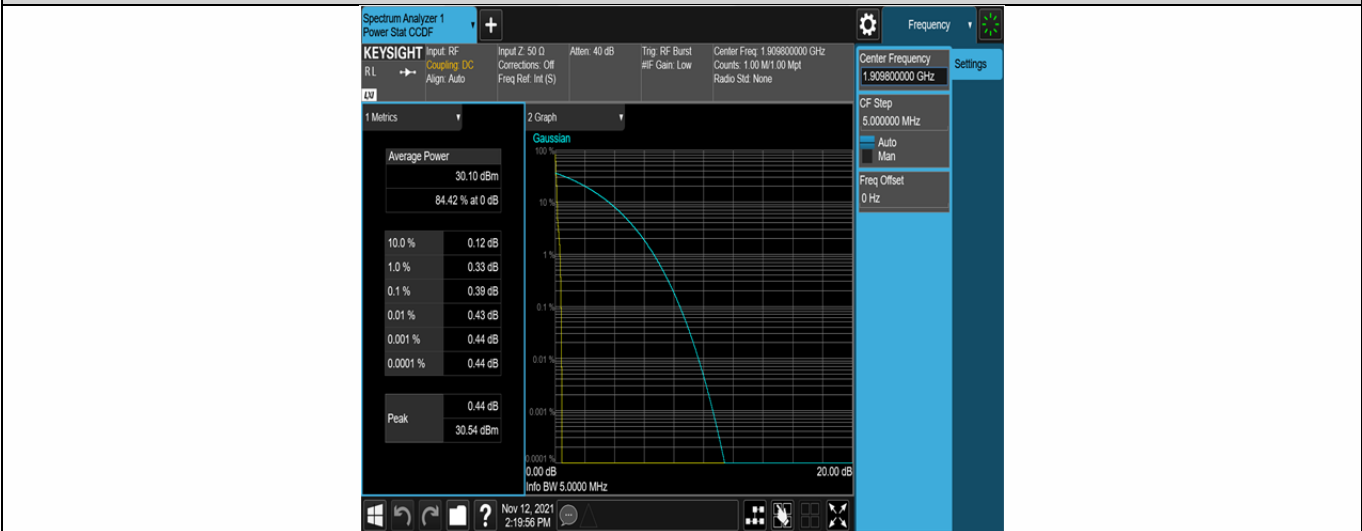 Spectrum Analyzer 1
Power Stat CCDF
+
Frequency
KEYSIGHT
RL
LXI
Input: RF
Coupling: DC
Align: Auto
Input Z: 50 Ω
Corrections: Off
Freq Ref: Int (S)
Atten: 40 dB
Trig: RF Burst
#IF Gain: Low
Center Freq: 1.909800000 GHz
Counts: 1.00 M/1.00 Mpt
Radio Std: None
Center Frequency
1.909800000 GHz
Settings
CF Step
5.000000 MHz
Auto
Man
Freq Offset
0 Hz
1 Metrics
Average Power
30.10 dBm
84.42 % at 0 dB
10.0 % 0.12 dB
1.0 % 0.33 dB
0.1 % 0.39 dB
0.01 % 0.43 dB
0.001 % 0.44 dB
0.0001 % 0.44 dB
Peak 0.44 dB
30.54 dBm
2 Graph
Gaussian
100 %
10 %
1 %
0.1 %
0.01 %
0.001 %
0.0001 %
0.00 dB 20.00 dB
Info BW 5.0000 MHz
?
Nov 12, 2021
2:19:56 PM